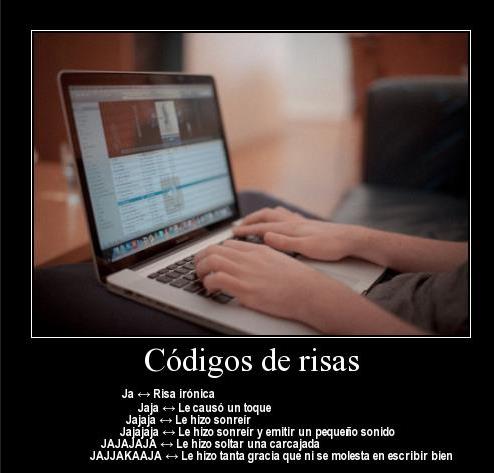 Códigos de risas
Ja ↔ Risa irónica
Jaja ↔ Le causó un toque
Jajaja ↔ Le hizo sonreir
Jajajaja ↔ Le hizo sonreír y emitir un pequeño sonido
JAJAJAJA ↔ Le hizo soltar una carcajada
JAJJAKAAJA ↔ Le hizo tanta gracia que ni se molesta en escribir bien